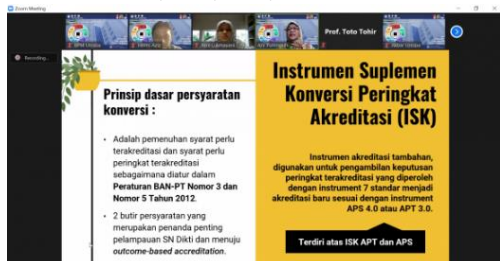 Zoom Meeting
Recording...
Prof. Toto Tohir
Prinsip dasar persyaratan
konversi :
• Adalah pemenuhan syarat perlu
terakreditasi dan syarat perlu
peringkat terakreditasi
sebagaimana diatur dalam
Peraturan BAN-PT Nomor 3 dan
Nomor 5 Tahun 2012.
• 2 butir persyaratan yang
merupakan penanda penting
pelampauan SN Dikti dan menuju
outcome-based accreditation.
Instrumen Suplemen
Konversi Peringkat
Akreditasi (ISK)
Instrumen akreditasi tambahan,
digunakan untuk pengambilan keputusan
peringkat terakreditasi yang diperoleh
dengan instrument 7 standar menjadi
akreditasi baru sesuai dengan instrument
APS 4.0 atau APT 3.0.
Terdiri atas ISK APT dan APS